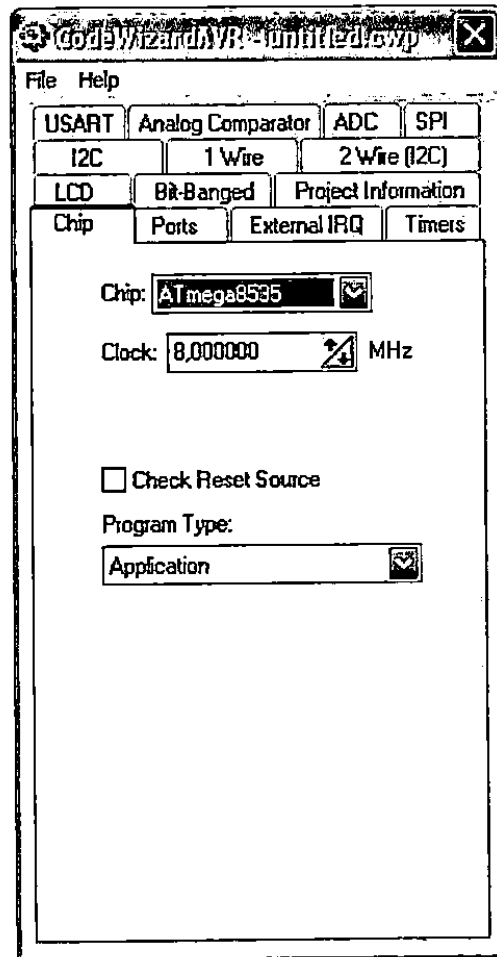 CodeWizardAVR - untitled.cwp
File Help
USART Analog Comparator ADC SPI
I2C 1 Wire 2 Wire (I2C)
LCD Bit-Banged Project Information
Chip Ports External IRQ Timers
Chip: ATmega8535
Clock: 8,000000 MHz
Check Reset Source
Program Type:
Application